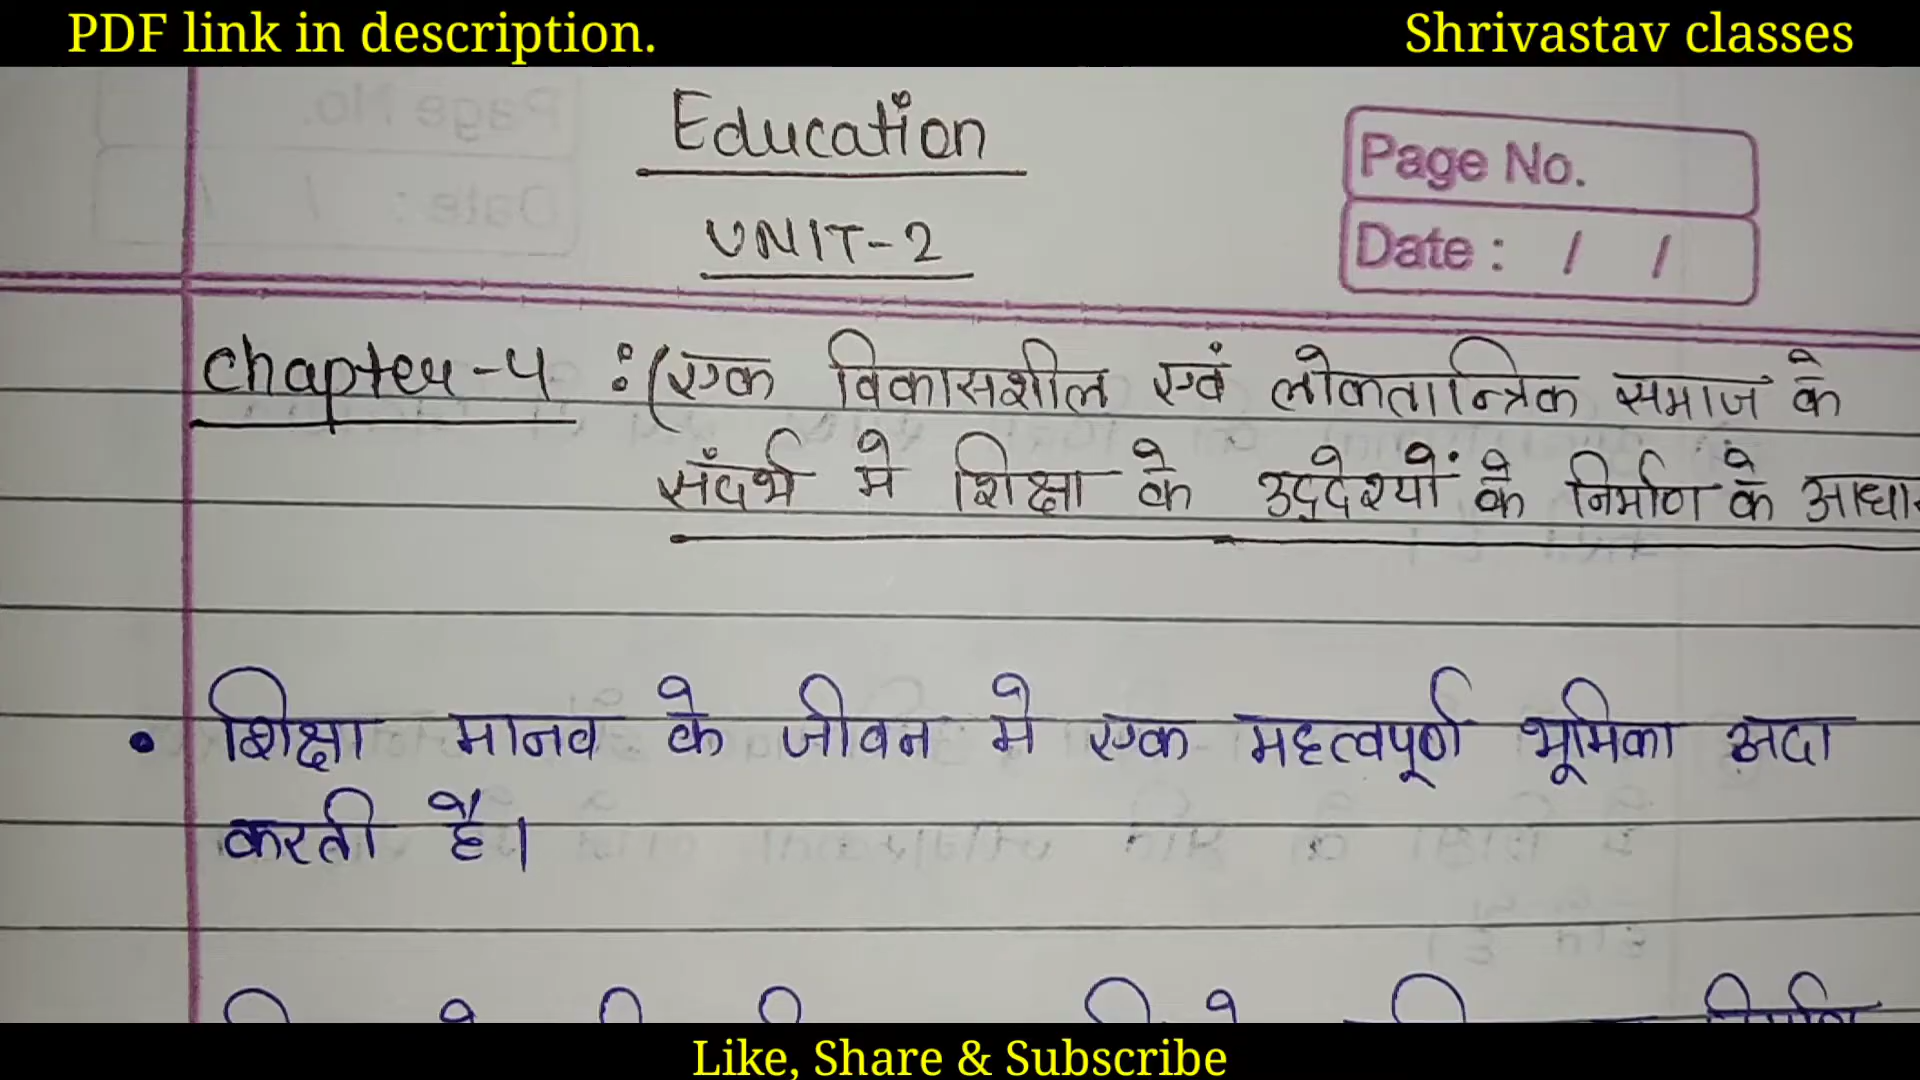 PDF link in description.
Shrivastav classes
Education
Page No.
UNIT-2
Date : / /
Chapter-4 :(एक विकासशील एवं लोकतान्त्रिक समाज के
संदर्भ मे शिक्षा के उद्देश्यों के निर्माण के
• शिक्षा मानव के जीवन मे एक महत्वपूर्ण भूमिका अदा
करती है।
Like, Share & Subscribe